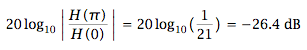 20 log₁₀ | H(π) / H(0) | = 20 log₁₀( 1 / 21 ) = −26.4 dB